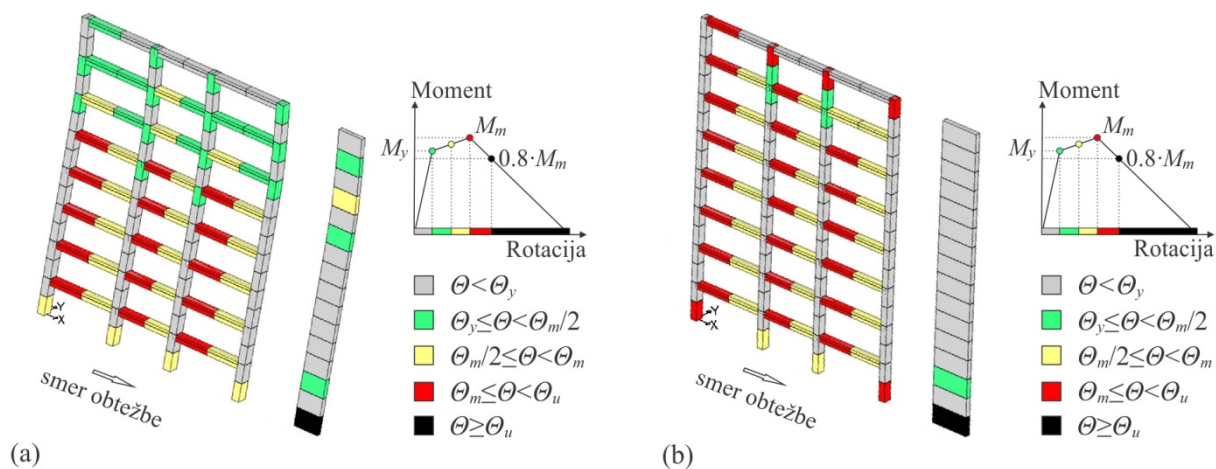 Moment
M_m
M_y
0.8·M_m
Rotacija
Θ<Θ_y
Θ_y≤Θ<Θ_m/2
Θ_m/2≤Θ<Θ_m
Θ_m≤Θ<Θ_u
Θ≥Θ_u
Y
X
smer obtežbe
(a)
Moment
M_m
M_y
0.8·M_m
Rotacija
Θ<Θ_y
Θ_y≤Θ<Θ_m/2
Θ_m/2≤Θ<Θ_m
Θ_m≤Θ<Θ_u
Θ≥Θ_u
Y
X
smer obtežbe
(b)